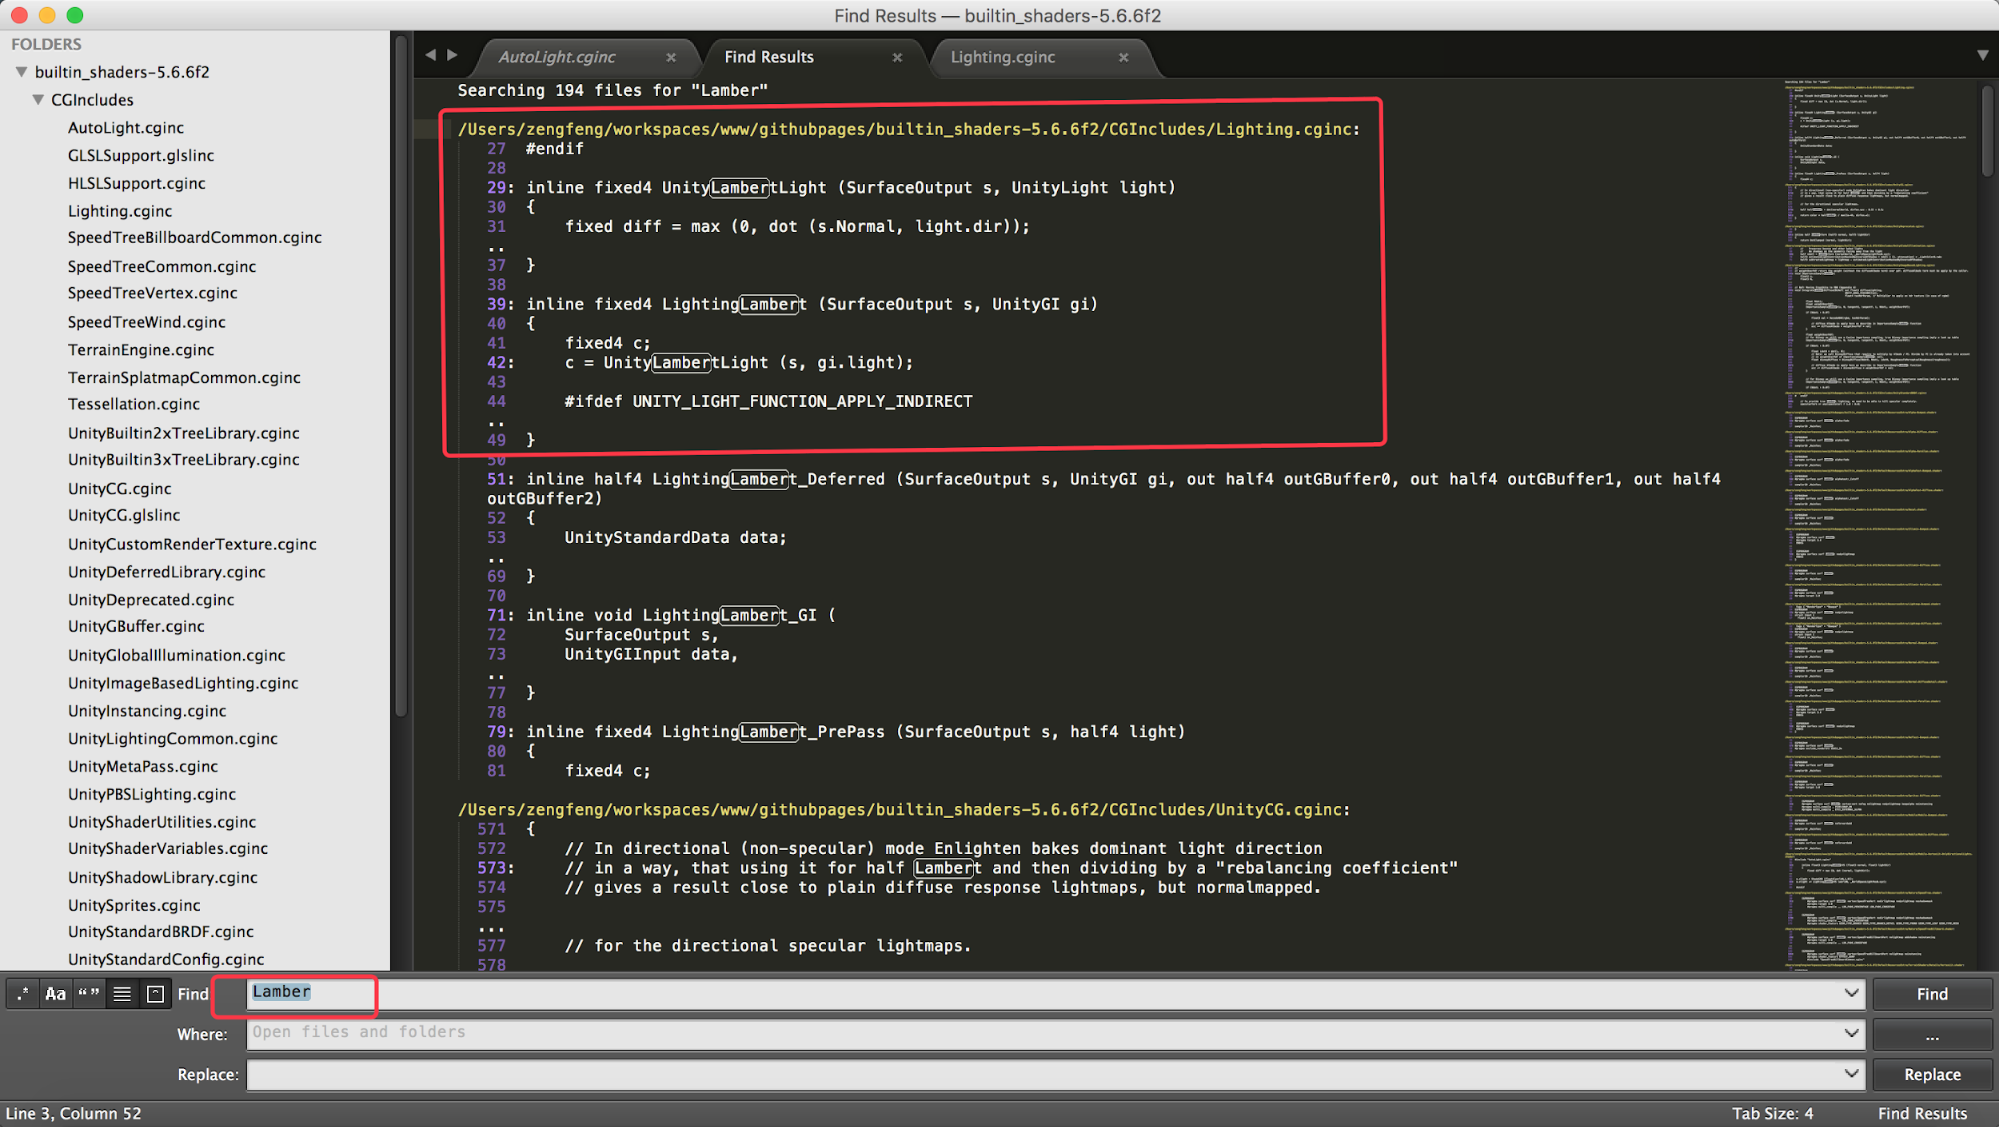 Find Results — builtin_shaders-5.6.6f2
FOLDERS
builtin_shaders-5.6.6f2
CGIncludes
AutoLight.cginc
GLSLSupport.glslinc
HLSLSupport.cginc
Lighting.cginc
SpeedTreeBillboardCommon.cginc
SpeedTreeCommon.cginc
SpeedTreeVertex.cginc
SpeedTreeWind.cginc
TerrainEngine.cginc
TerrainSplatmapCommon.cginc
Tessellation.cginc
UnityBuiltin2xTreeLibrary.cginc
UnityBuiltin3xTreeLibrary.cginc
UnityCG.cginc
UnityCG.glslinc
UnityCustomRenderTexture.cginc
UnityDeferredLibrary.cginc
UnityDeprecated.cginc
UnityGBuffer.cginc
UnityGlobalIllumination.cginc
UnityImageBasedLighting.cginc
UnityInstancing.cginc
UnityLightingCommon.cginc
UnityMetaPass.cginc
UnityPBSLighting.cginc
UnityShaderUtilities.cginc
UnityShaderVariables.cginc
UnityShadowLibrary.cginc
UnitySprites.cginc
UnityStandardBRDF.cginc
UnityStandardConfig.cginc
AutoLight.cginc
Find Results
Lighting.cginc
Searching 194 files for "Lamber"
/Users/zengfeng/workspaces/www/githubpages/builtin_shaders-5.6.6f2/CGIncludes/Lighting.cginc:
27 #endif
28
29: inline fixed4 UnityLambertLight (SurfaceOutput s, UnityLight light)
30 {
31 fixed diff = max (0, dot (s.Normal, light.dir));
..
37 }
38
39: inline fixed4 LightingLambert (SurfaceOutput s, UnityGI gi)
40 {
41 fixed4 c;
42: c = UnityLambertLight (s, gi.light);
43
44 #ifdef UNITY_LIGHT_FUNCTION_APPLY_INDIRECT
..
49 }
50
51: inline half4 LightingLambert_Deferred (SurfaceOutput s, UnityGI gi, out half4 outGBuffer0, out half4 outGBuffer1, out half4
outGBuffer2)
52 {
53 UnityStandardData data;
..
69 }
70
71: inline void LightingLambert_GI (
72 SurfaceOutput s,
73 UnityGIInput data,
..
77 }
78
79: inline fixed4 LightingLambert_PrePass (SurfaceOutput s, half4 light)
80 {
81 fixed4 c;
/Users/zengfeng/workspaces/www/githubpages/builtin_shaders-5.6.6f2/CGIncludes/UnityCG.cginc:
571 {
572 // In directional (non-specular) mode Enlighten bakes dominant light direction
573: // in a way, that using it for half Lambert and then dividing by a "rebalancing coefficient"
574 // gives a result close to plain diffuse response lightmaps, but normalmapped.
575
...
577 // for the directional specular lightmaps.
578
.* Aa “ ” Find Lamber Find
Where: Open files and folders ...
Replace: Replace
Line 3, Column 52 Tab Size: 4 Find Results